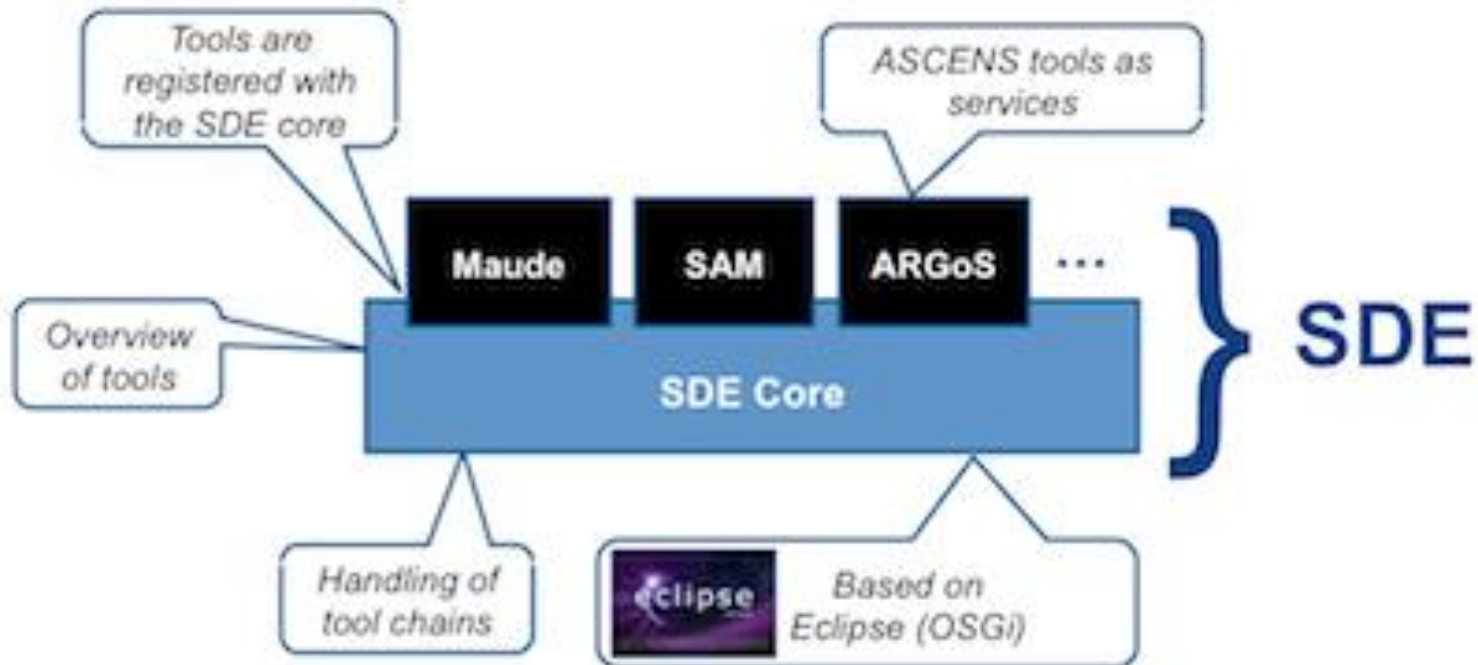 Tools are
registered with
the SDE core
ASCENS tools as
services
Maude
SAM
ARGoS
...
Overview
of tools
SDE Core
SDE
Handling of
tool chains
eclipse
Based on
Eclipse (OSGi)